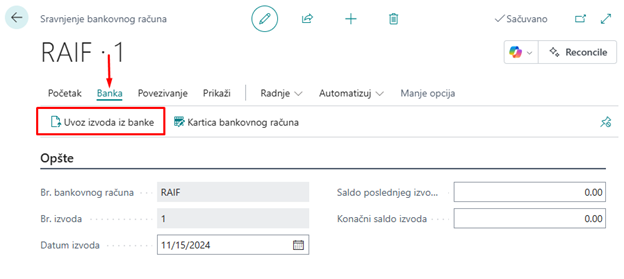 Sravnjenje bankovnog računa
Sačuvano
RAIF · 1
Reconcile
Početak Banka Povezivanje Prikaži Radnje Automatizuj Manje opcija
Uvoz izvoda iz banke Kartica bankovnog računa
Opšte
Br. bankovnog računa RAIF Saldo poslednjeg izvo... 0.00
Br. izvoda 1 Konačni saldo izvoda 0.00
Datum izvoda 11/15/2024